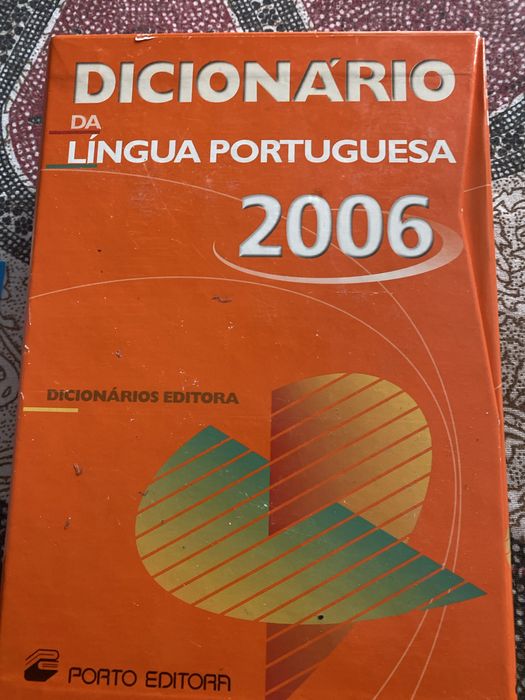 DICIONÁRIO
DA
LÍNGUA PORTUGUESA
2006
DICIONÁRIOS EDITORA
PORTO EDITORA